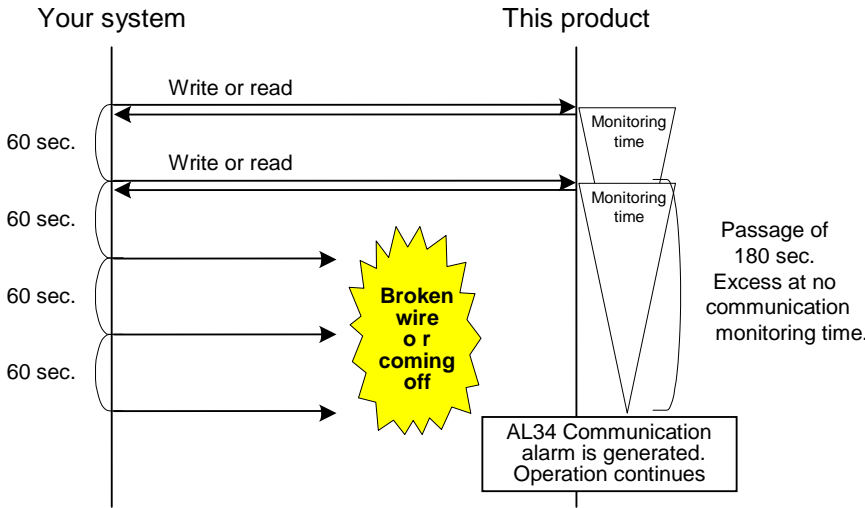 Your system
This product
Write or read
Monitoring
time
60 sec.
Write or read
Monitoring
time
60 sec.
Passage of
180 sec.
Excess at no
communication
monitoring time.
Broken
wire
o r
coming
off
60 sec.
60 sec.
AL34 Communication
alarm is generated.
Operation continues